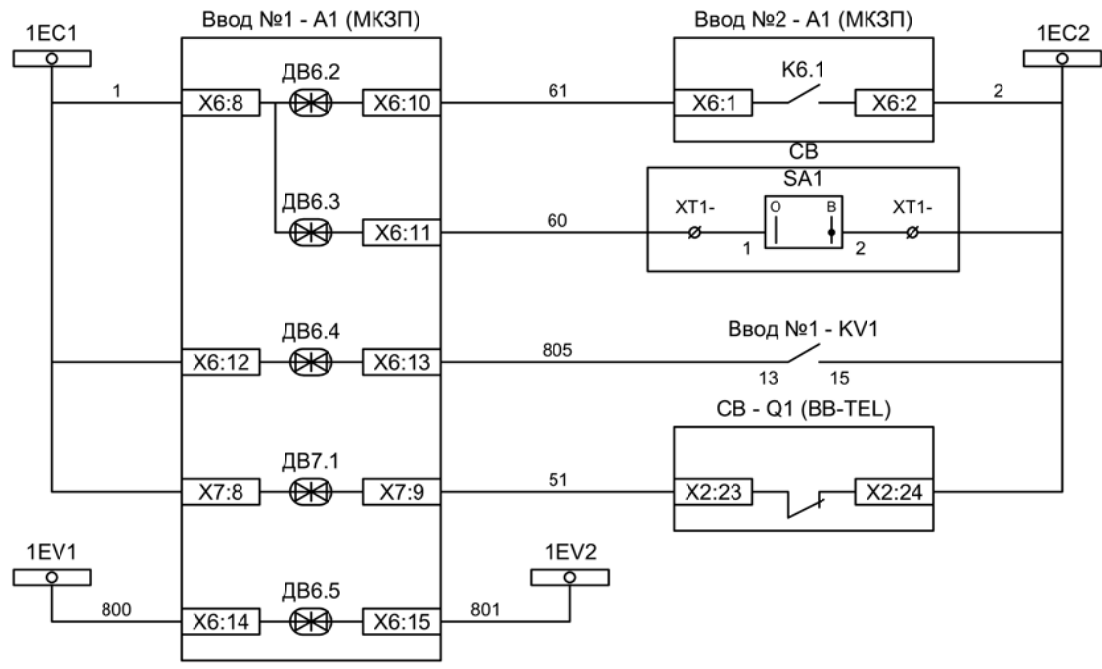 1ЕС1
Ввод №1 - А1 (МКЗП)
Ввод №2 - А1 (МКЗП)
1ЕС2
1
Х6:8
ДВ6.2
Х6:10
61
Х6:1
К6.1
Х6:2
2
СВ
SA1
ДВ6.3
Х6:11
60
ХТ1-
О
В
ХТ1-
1
2
Ввод №1 - KV1
Х6:12
ДВ6.4
Х6:13
805
13
15
СВ - Q1 (BB-TEL)
Х7:8
ДВ7.1
Х7:9
51
Х2:23
Х2:24
1EV1
1EV2
800
Х6:14
ДВ6.5
Х6:15
801